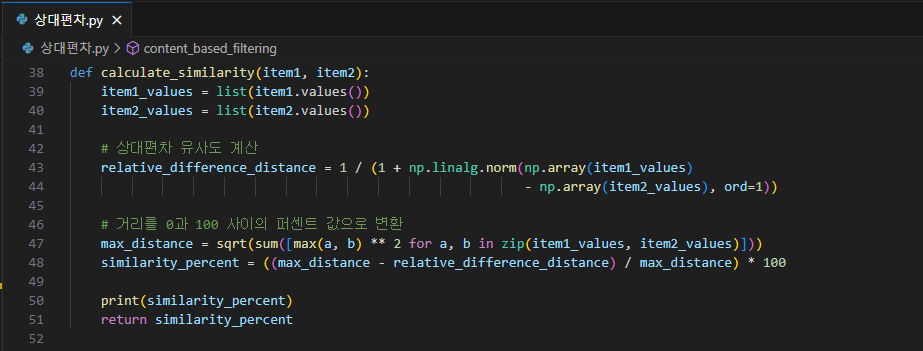 상대편차.py ×
상대편차.py > content_based_filtering
38 def calculate_similarity(item1, item2):
39     item1_values = list(item1.values())
40     item2_values = list(item2.values())
41
42     # 상대편차 유사도 계산
43     relative_difference_distance = 1 / (1 + np.linalg.norm(np.array(item1_values)
44                                                            - np.array(item2_values), ord=1))
45
46     # 거리를 0과 100 사이의 퍼센트 값으로 변환
47     max_distance = sqrt(sum([max(a, b) ** 2 for a, b in zip(item1_values, item2_values)]))
48     similarity_percent = ((max_distance - relative_difference_distance) / max_distance) * 100
49
50     print(similarity_percent)
51     return similarity_percent
52